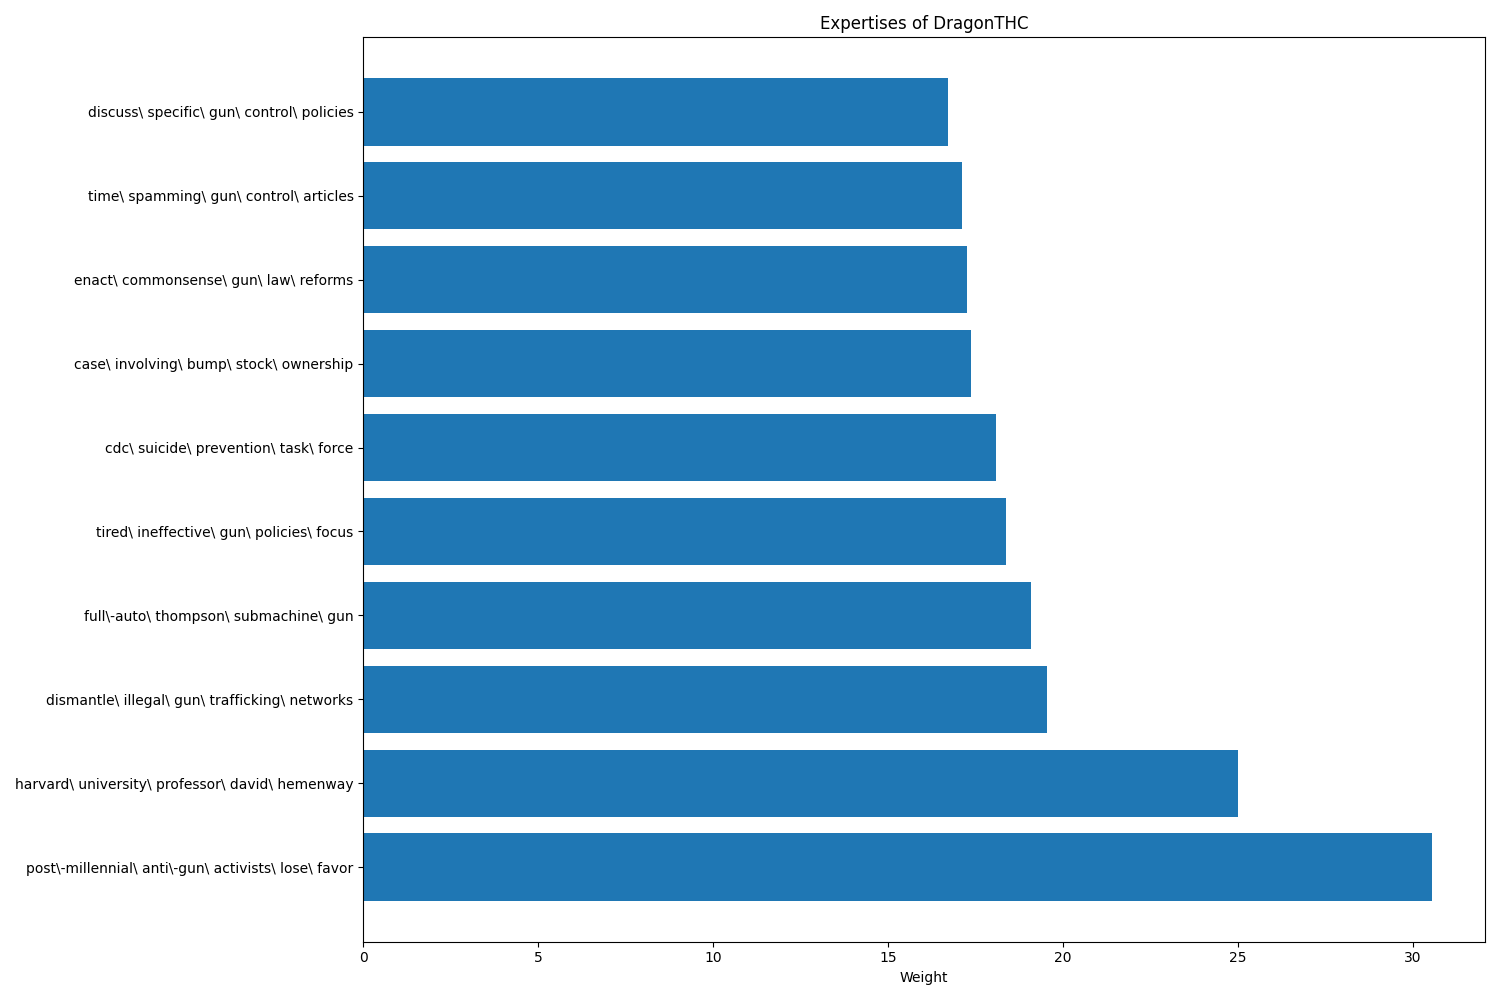 Expertises of DragonTHC
discuss\ specific\ gun\ control\ policies
time\ spamming\ gun\ control\ articles
enact\ commonsense\ gun\ law\ reforms
case\ involving\ bump\ stock\ ownership
cdc\ suicide\ prevention\ task\ force
tired\ ineffective\ gun\ policies\ focus
full\-auto\ thompson\ submachine\ gun
dismantle\ illegal\ gun\ trafficking\ networks
harvard\ university\ professor\ david\ hemenway
post\-millennial\ anti\-gun\ activists\ lose\ favor
0 5 10 15 20 25 30
Weight